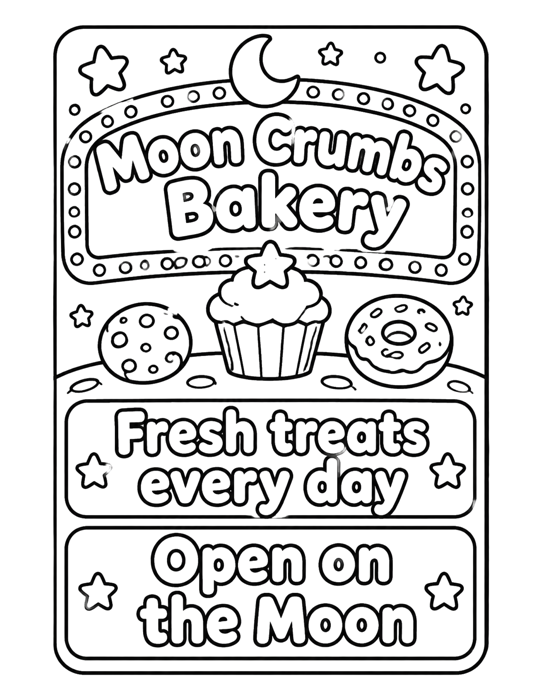 Moon Crumbs
Bakery
Fresh treats
every day
Open on
the Moon